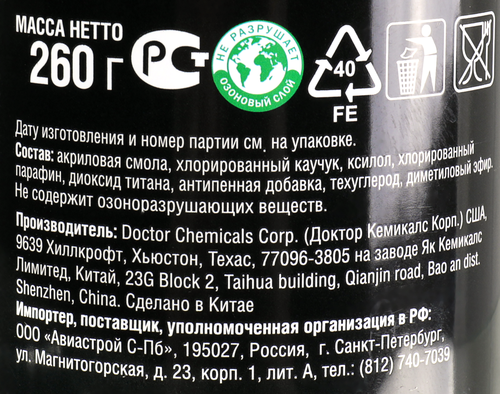 МАССА НЕТТО
260 г
РСТ
НЕ РАЗРУШАЕТ
ОЗОНОВЫЙ СЛОЙ
40
FE
Дату изготовления и номер партии см. на упаковке.
Состав: акриловая смола, хлорированный каучук, ксилол, хлорированный
парафин, диоксид титана, антипенная добавка, техуглерод, диметиловый эфир.
Не содержит озоноразрушающих веществ.
Производитель: Doctor Chemicals Corp. (Доктор Кемикалс Корп.) США,
9639 Хиллкрофт, Хьюстон, Техас, 77096-3805 на заводе Як Кемикалс
Лимитед, Китай, 23G Block 2, Taihua building, Qianjin road, Bao an dist.
Shenzhen, China. Сделано в Китае
Импортер, поставщик, уполномоченная организация в РФ:
ООО «Авиастрой С-Пб», 195027, Россия, г. Санкт-Петербург,
ул. Магнитогорская, д. 23, корп. 1, лит. А, тел.: (812) 740-7039